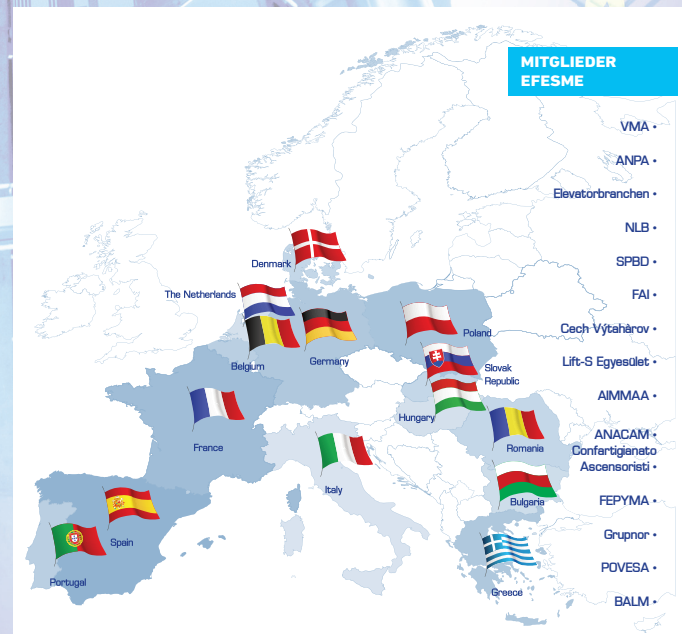 MITGLIEDER
EFESME
VMA •
ANPA •
Elevatorbranchen •
NLB •
SPBD •
FAI •
Cech Výtahàrov •
Lift-S Egyesület •
AIMMAA •
ANACAM •
Confartigianato
Ascensoristi •
FEPYMA •
Grupnor •
POVESA •
BALM •
Denmark
The Netherlands
Belgium
Germany
Poland
Slovak
Republic
Hungary
France
Romania
Italy
Bulgaria
Spain
Portugal
Greece